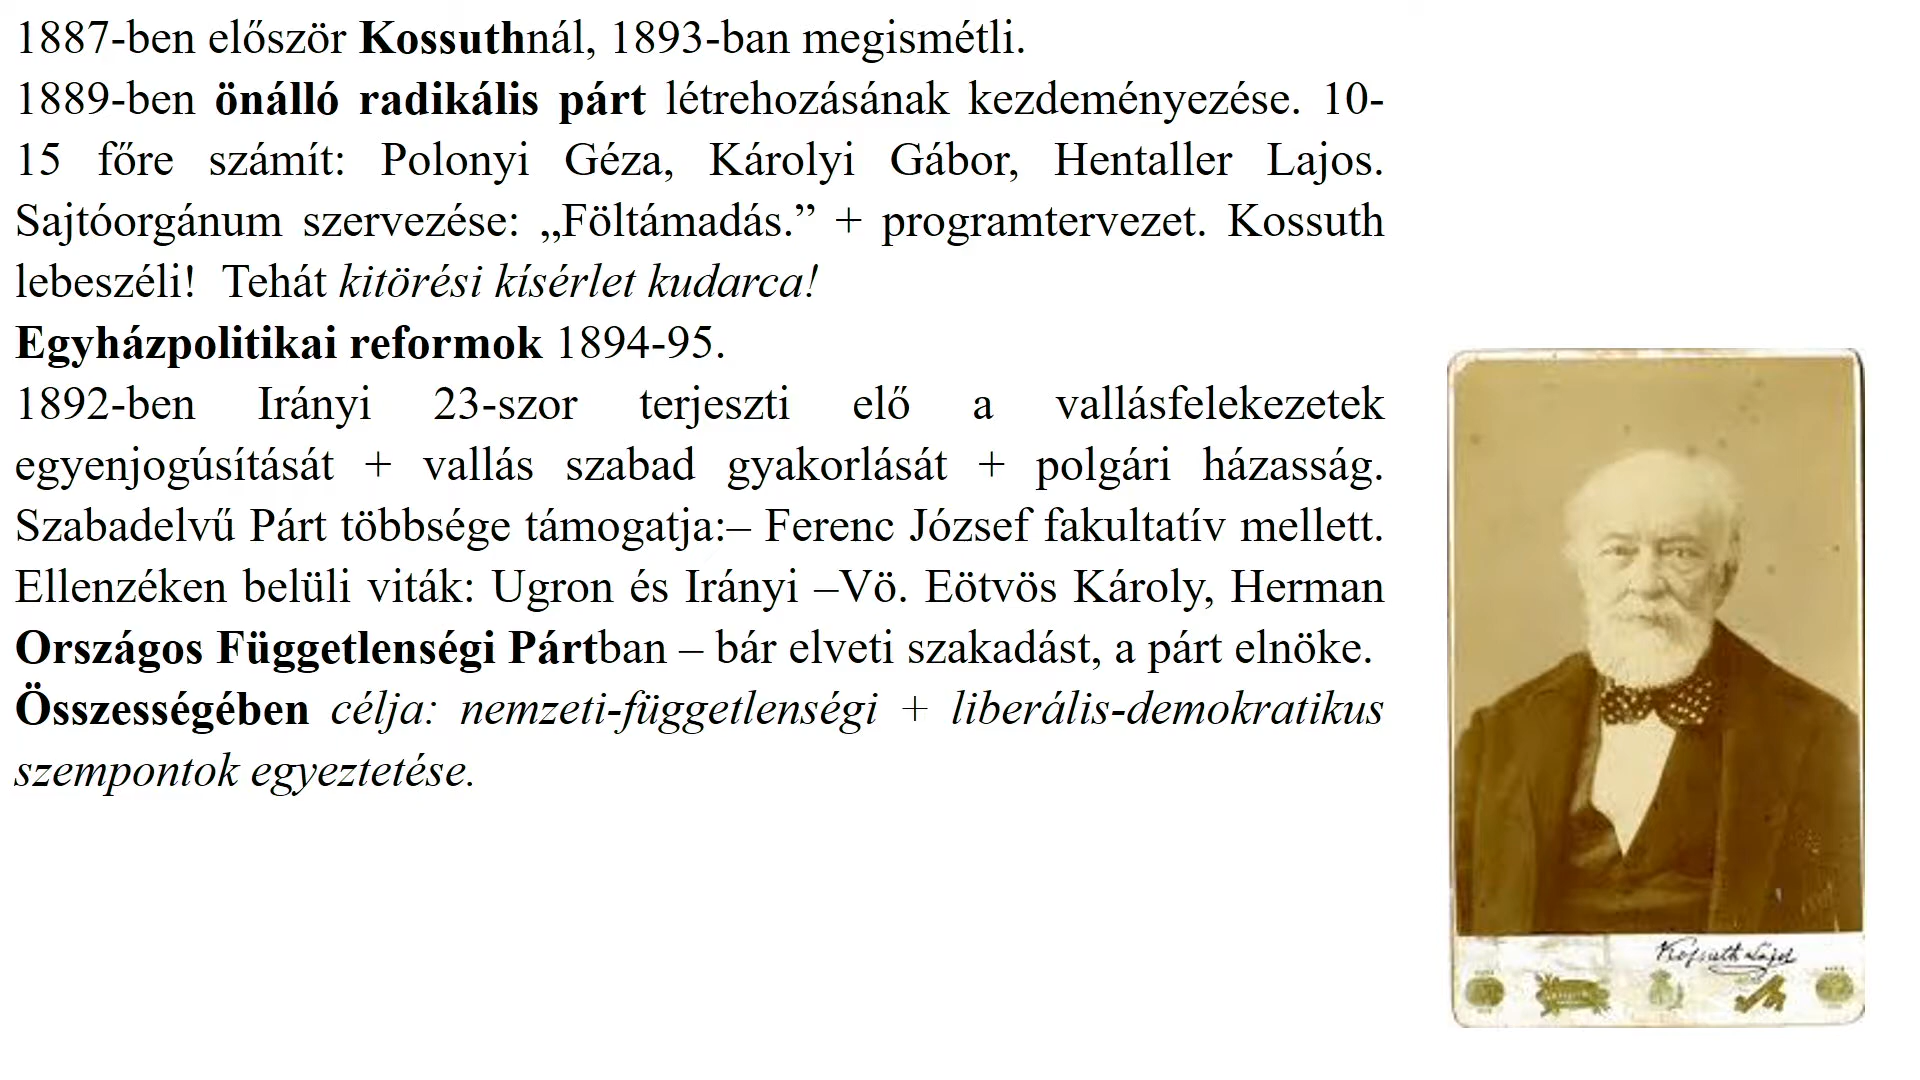 1887-ben először Kossuthnál, 1893-ban megismétli.
1889-ben önálló radikális párt létrehozásának kezdeményezése. 10-
15 főre számít: Polonyi Géza, Károlyi Gábor, Hentaller Lajos.
Sajtóorgánum szervezése: „Föltámadás.” + programtervezet. Kossuth
lebeszéli!  Tehát kitörési kísérlet kudarca!
Egyházpolitikai reformok 1894-95.
1892-ben Irányi 23-szor terjeszti elő a vallásfelekezetek
egyenjogúsítását + vallás szabad gyakorlását + polgári házasság.
Szabadelvű Párt többsége támogatja:– Ferenc József fakultatív mellett.
Ellenzéken belüli viták: Ugron és Irányi –Vö. Eötvös Károly, Herman
Országos Függetlenségi Pártban – bár elveti szakadást, a párt elnöke.
Összességében célja: nemzeti-függetlenségi + liberális-demokratikus
szempontok egyeztetése.
Kossuth Lajos